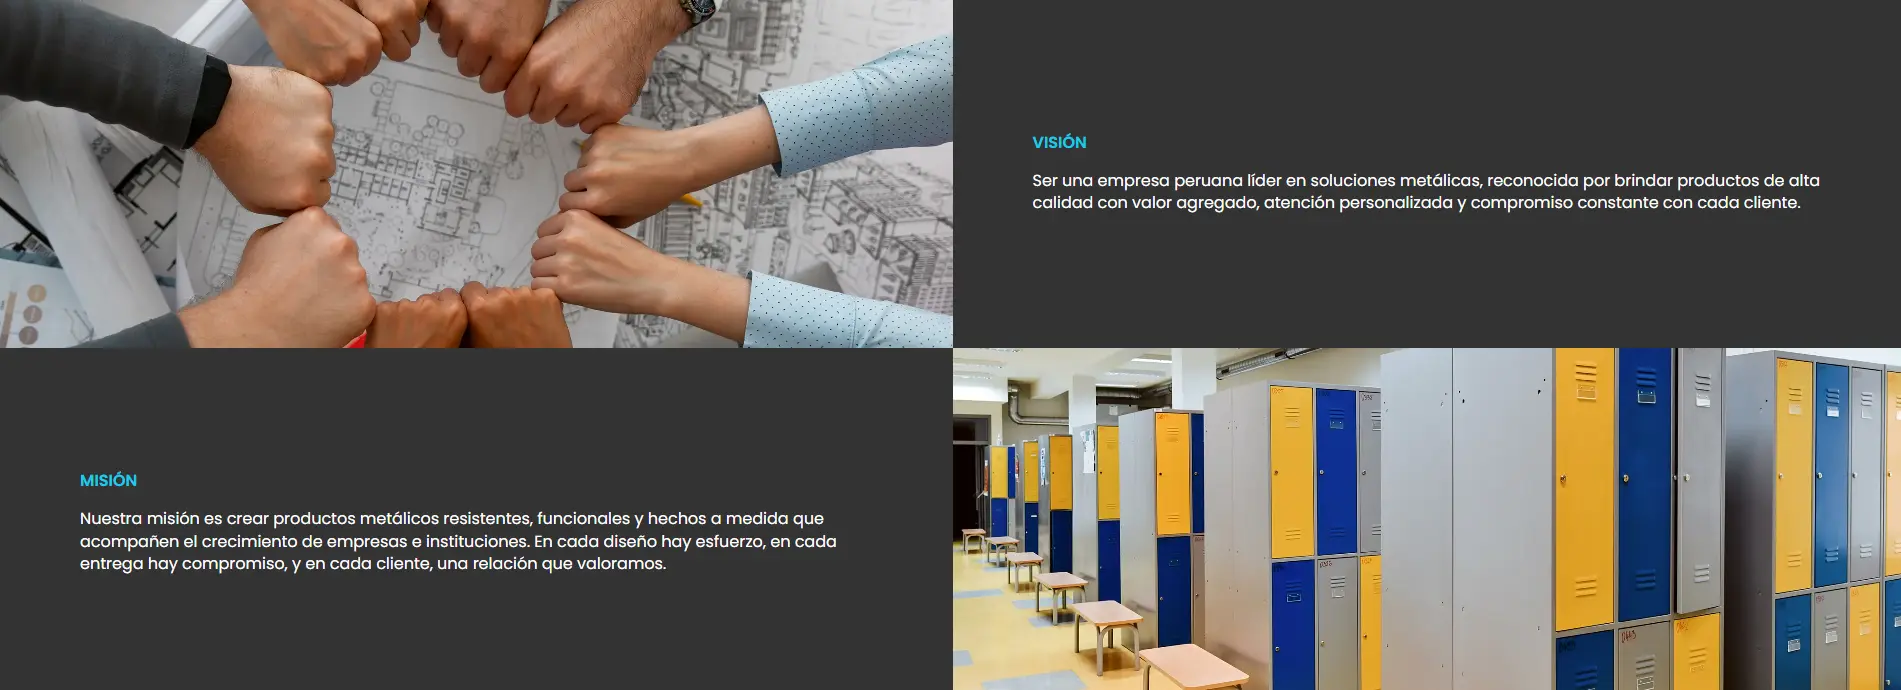 VISIÓN
Ser una empresa peruana líder en soluciones metálicas, reconocida por brindar productos de alta
calidad con valor agregado, atención personalizada y compromiso constante con cada cliente.
MISIÓN
Nuestra misión es crear productos metálicos resistentes, funcionales y hechos a medida que
acompañen el crecimiento de empresas e instituciones. En cada diseño hay esfuerzo, en cada
entrega hay compromiso, y en cada cliente, una relación que valoramos.